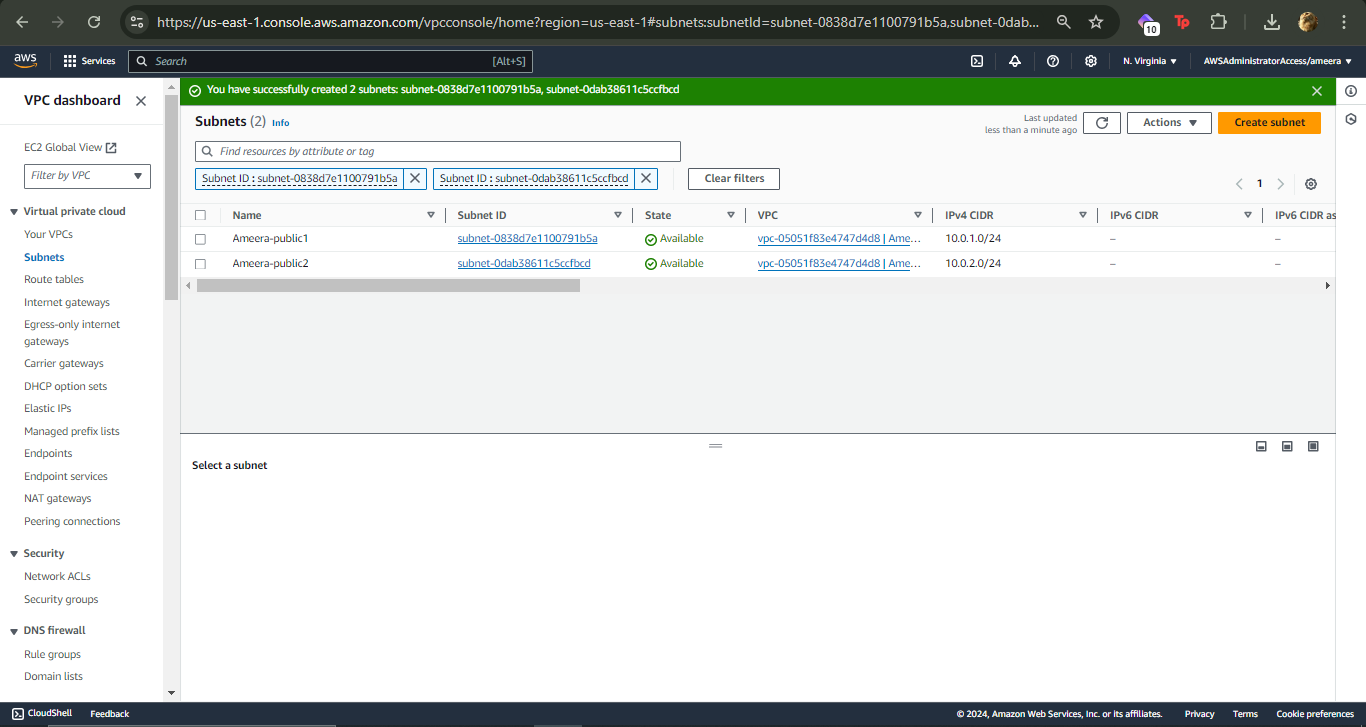 https://us-east-1.console.aws.amazon.com/vpcconsole/home?region=us-east-1#subnets:subnetId=subnet-0838d7e1100791b5a,subnet-0dab...
10
Tp
aws
Services
Search
[Alt+S]
N. Virginia
AWSAdministratorAccess/ameera
VPC dashboard
EC2 Global View
Filter by VPC
Virtual private cloud
Your VPCs
Subnets
Route tables
Internet gateways
Egress-only internet
gateways
Carrier gateways
DHCP option sets
Elastic IPs
Managed prefix lists
Endpoints
Endpoint services
NAT gateways
Peering connections
Security
Network ACLs
Security groups
DNS firewall
Rule groups
Domain lists
You have successfully created 2 subnets: subnet-0838d7e1100791b5a, subnet-0dab38611c5ccfbcd
Subnets (2) Info
Last updated
less than a minute ago
Actions
Create subnet
Find resources by attribute or tag
Subnet ID : subnet-0838d7e1100791b5a
Subnet ID : subnet-0dab38611c5ccfbcd
Clear filters
1
Name Subnet ID State VPC IPv4 CIDR IPv6 CIDR IPv6 CIDR as
Ameera-public1 subnet-0838d7e1100791b5a Available vpc-05051f83e4747d4d8 | Ame... 10.0.1.0/24 – –
Ameera-public2 subnet-0dab38611c5ccfbcd Available vpc-05051f83e4747d4d8 | Ame... 10.0.2.0/24 – –
Select a subnet
CloudShell
Feedback
© 2024, Amazon Web Services, Inc. or its affiliates.
Privacy
Terms
Cookie preferences